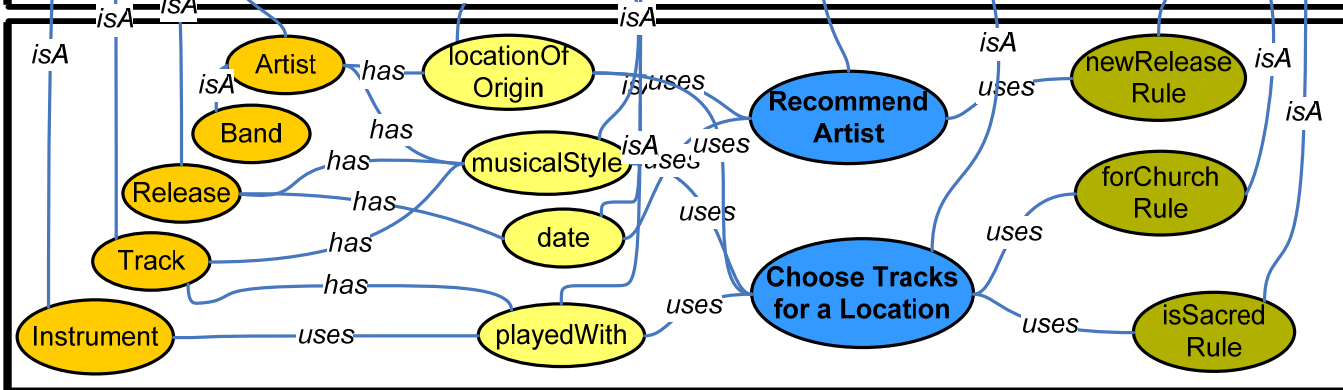 isA
isA
isA
isA
Artist
isA
has
locationOf
Origin
uses
Recommend
Artist
isA
uses
newRelease
Rule
isA
isA
Band
has
has
musicalStyle
isA
uses
uses
Release
has
uses
forChurch
Rule
date
uses
Track
has
has
Choose Tracks
for a Location
uses
Instrument
uses
playedWith
uses
isSacred
Rule